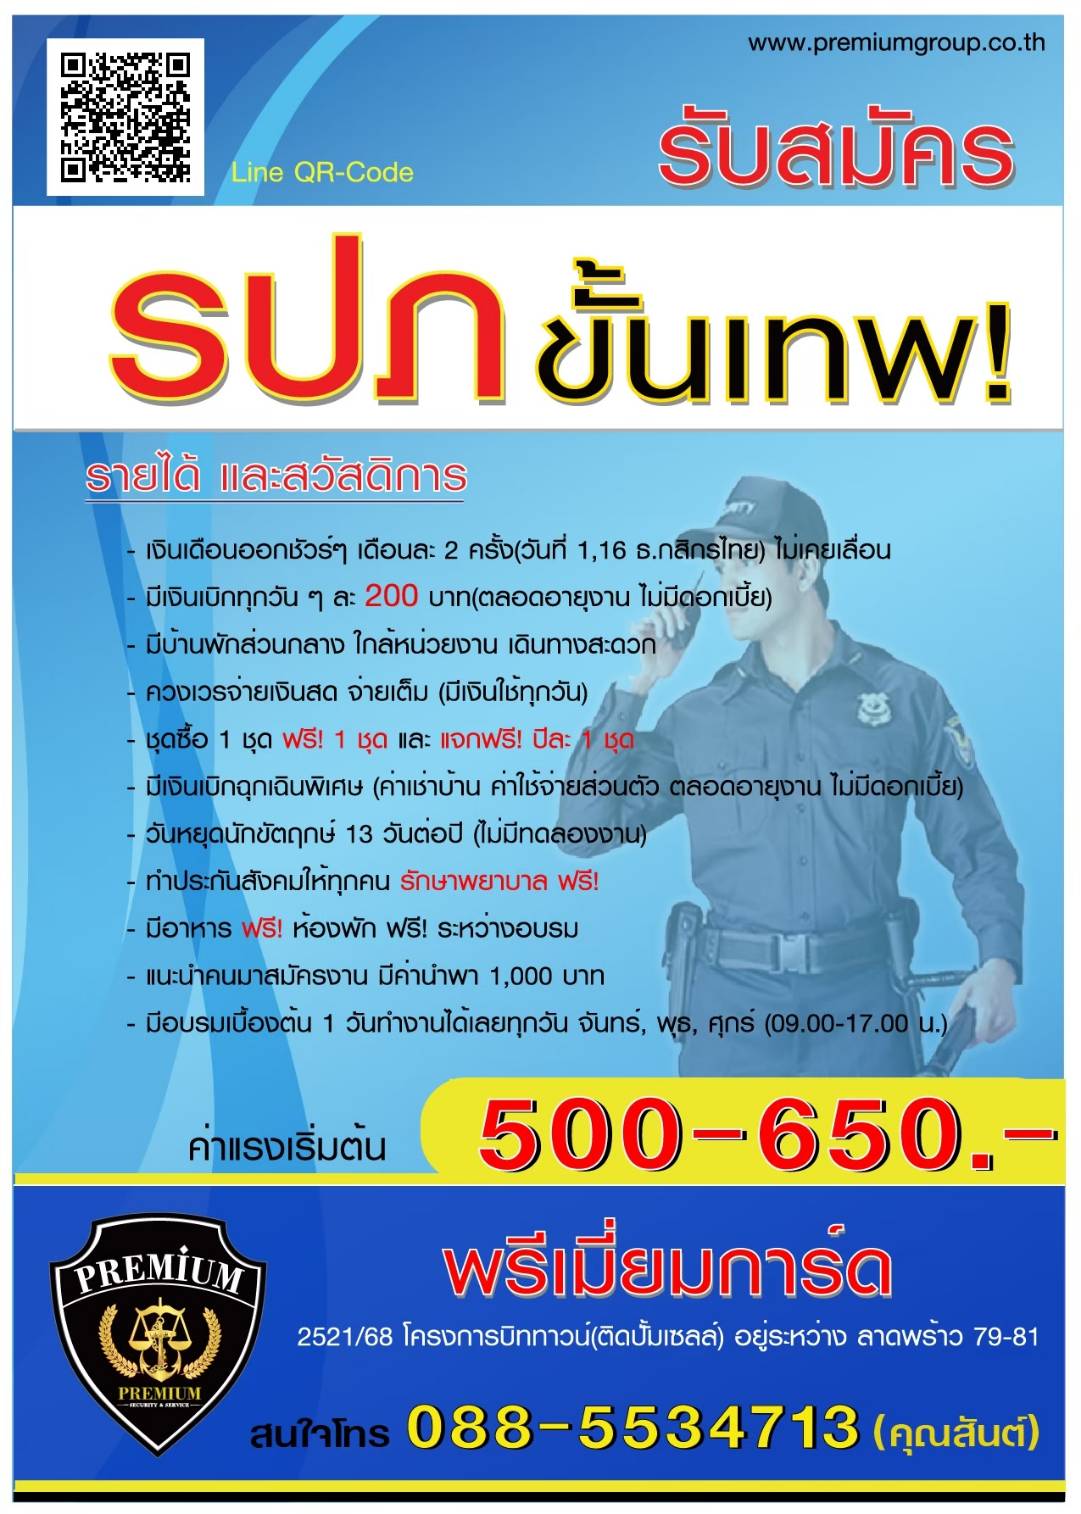 www.premiumgroup.co.th
Line QR-Code
รับสมัคร
รปภ ขั้นเทพ!
รายได้ และสวัสดิการ
- เงินเดือนออกชัวร์ๆ เดือนละ 2 ครั้ง(วันที่ 1,16 ธ.กสิกรไทย) ไม่เคยเลื่อน
- มีเงินเบิกทุกวัน ๆ ละ 200 บาท(ตลอดอายุงาน ไม่มีดอกเบี้ย)
- มีบ้านพักส่วนกลาง ใกล้หน่วยงาน เดินทางสะดวก
- ควงเวรจ่ายเงินสด จ่ายเต็ม (มีเงินใช้ทุกวัน)
- ชุดซื้อ 1 ชุด ฟรี! 1 ชุด และ แจกฟรี! ปีละ 1 ชุด
- มีเงินเบิกฉุกเฉินพิเศษ (ค่าเช่าบ้าน ค่าใช้จ่ายส่วนตัว ตลอดอายุงาน ไม่มีดอกเบี้ย)
- วันหยุดนักขัตฤกษ์ 13 วันต่อปี (ไม่มีทดลองงาน)
- ทำประกันสังคมให้ทุกคน รักษาพยาบาล ฟรี!
- มีอาหาร ฟรี! ห้องพัก ฟรี! ระหว่างอบรม
- แนะนำคนมาสมัครงาน มีค่านำพา 1,000 บาท
- มีอบรมเบื้องต้น 1 วันทำงานได้เลยทุกวัน จันทร์, พุธ, ศุกร์ (09.00-17.00 น.)
ค่าแรงเริ่มต้น 500-650.-
พรีเมี่ยมการ์ด
2521/68 โครงการบิททาวน์(ติดปั้มเชลล์) อยู่ระหว่าง ลาดพร้าว 79-81
สนใจโทร 088-5534713 (คุณสันต์)
PREMIUM
PREMIUM
SECURITY & SERVICE
SECURITY